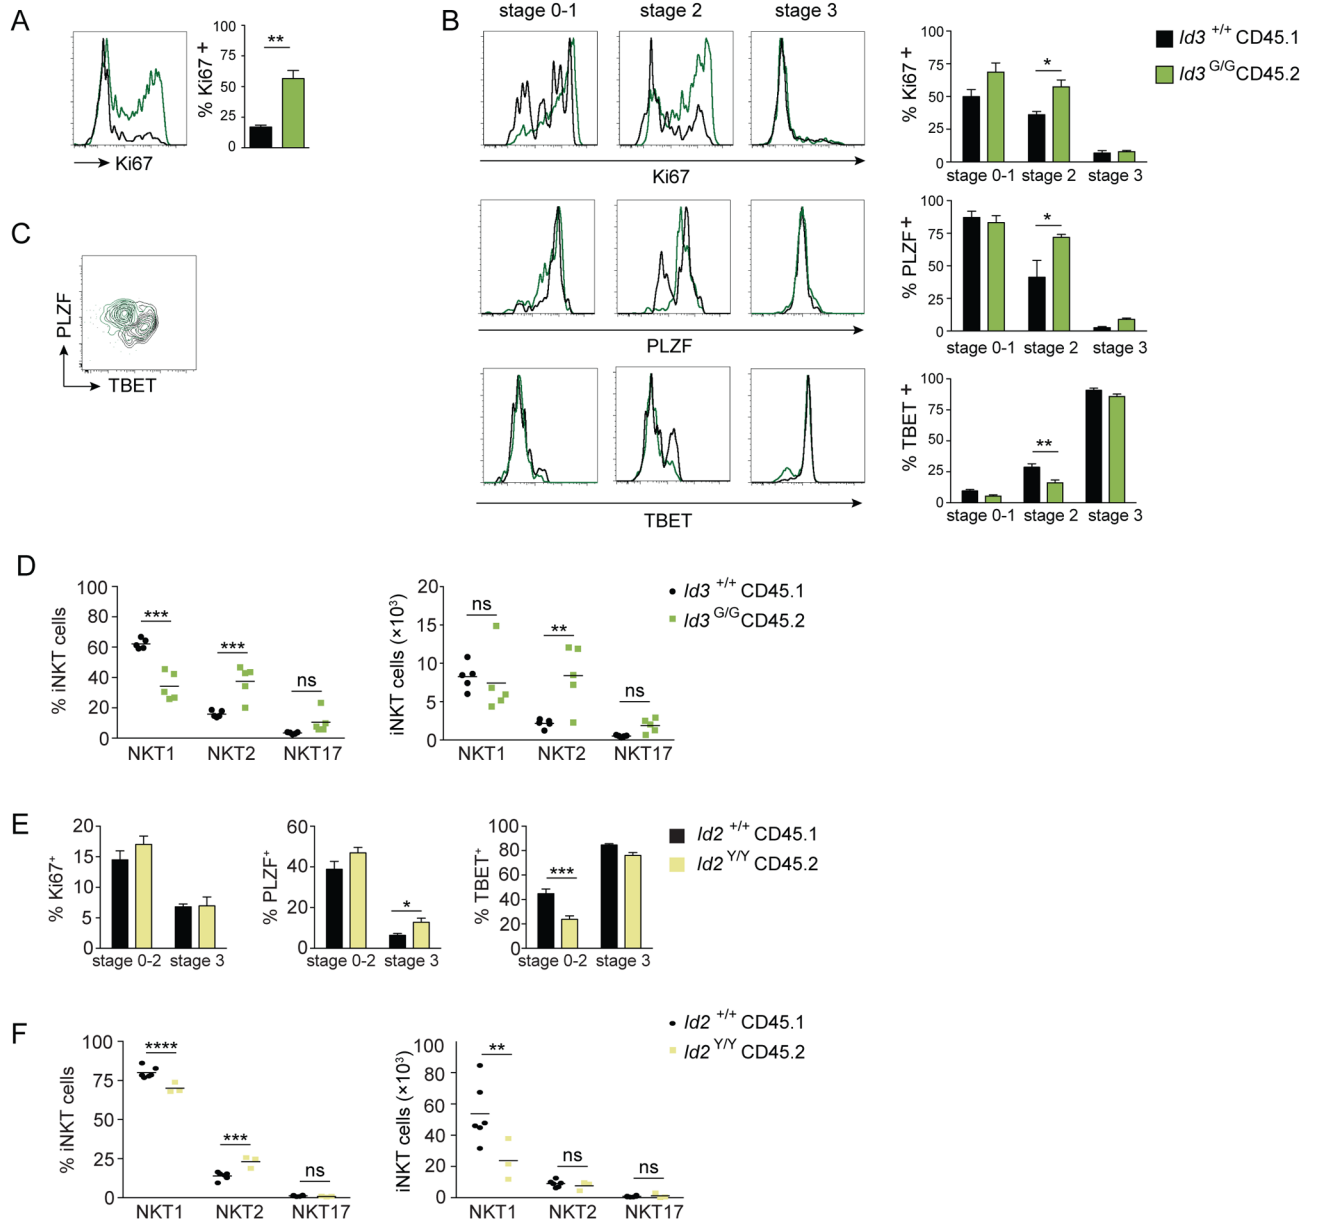 A
100
75
50
25
0
% Ki67 +
**
Ki67
B
stage 0-1 stage 2 stage 3
Ki67
100
75
50
25
0
% Ki67 +
*
stage 0-1 stage 2 stage 3
Id3 +/+ CD45.1
Id3 G/G CD45.2
PLZF
100
75
50
25
0
% PLZF+
*
stage 0-1 stage 2 stage 3
TBET
100
75
50
25
0
% TBET +
**
stage 0-1 stage 2 stage 3
C
PLZF
TBET
D
100
80
60
40
20
0
% iNKT cells
*** *** ns
NKT1 NKT2 NKT17
20
15
10
5
0
iNKT cells (×10³)
ns ** ns
NKT1 NKT2 NKT17
Id3 +/+ CD45.1
Id3 G/G CD45.2
E
20
15
10
5
0
% Ki67+
stage 0-2 stage 3
60
40
20
0
% PLZF+
*
stage 0-2 stage 3
100
80
60
40
20
0
% TBET+
***
stage 0-2 stage 3
Id2 +/+ CD45.1
Id2 Y/Y CD45.2
F
100
75
50
25
0
% iNKT cells
**** *** ns
NKT1 NKT2 NKT17
100
80
60
40
20
0
iNKT cells (×10³)
** ns ns
NKT1 NKT2 NKT17
Id2 +/+ CD45.1
Id2 Y/Y CD45.2